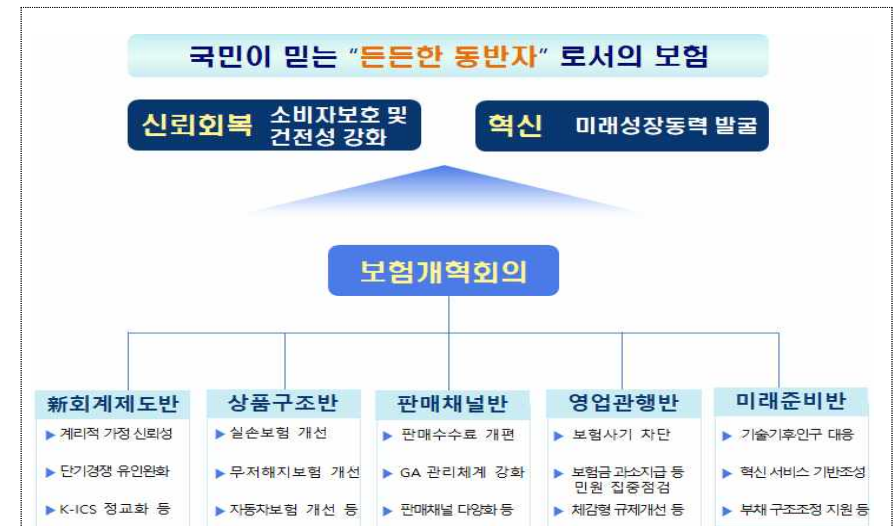 국민이 믿는 “든든한 동반자” 로서의 보험
신뢰회복 소비자보호 및
건전성 강화
혁신 미래성장동력 발굴
보험개혁회의
新회계제도반
▶ 계리적 가정 신뢰성
▶ 단기경쟁 유인완화
▶ K-ICS 정교화 등
상품구조반
▶ 실손보험 개선
▶ 무저해지보험 개선
▶ 자동차보험 개선 등
판매채널반
▶ 판매수수료 개편
▶ GA 관리체계 강화
▶ 판매채널 다양화 등
영업관행반
▶ 보험사기 차단
▶ 보험금 과소지급 등
민원 집중점검
▶ 체감형 규제개선 등
미래준비반
▶ 기술기후인구 대응
▶ 혁신 서비스 기반조성
▶ 부채 구조조정 지원 등